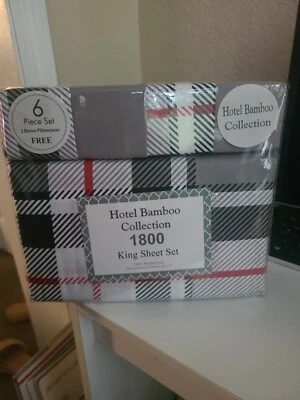 6
Piece Set
2 Bonus Pillowcases
FREE
Hotel Bamboo
Collection
Hotel Bamboo
Collection
1800
King Sheet Set